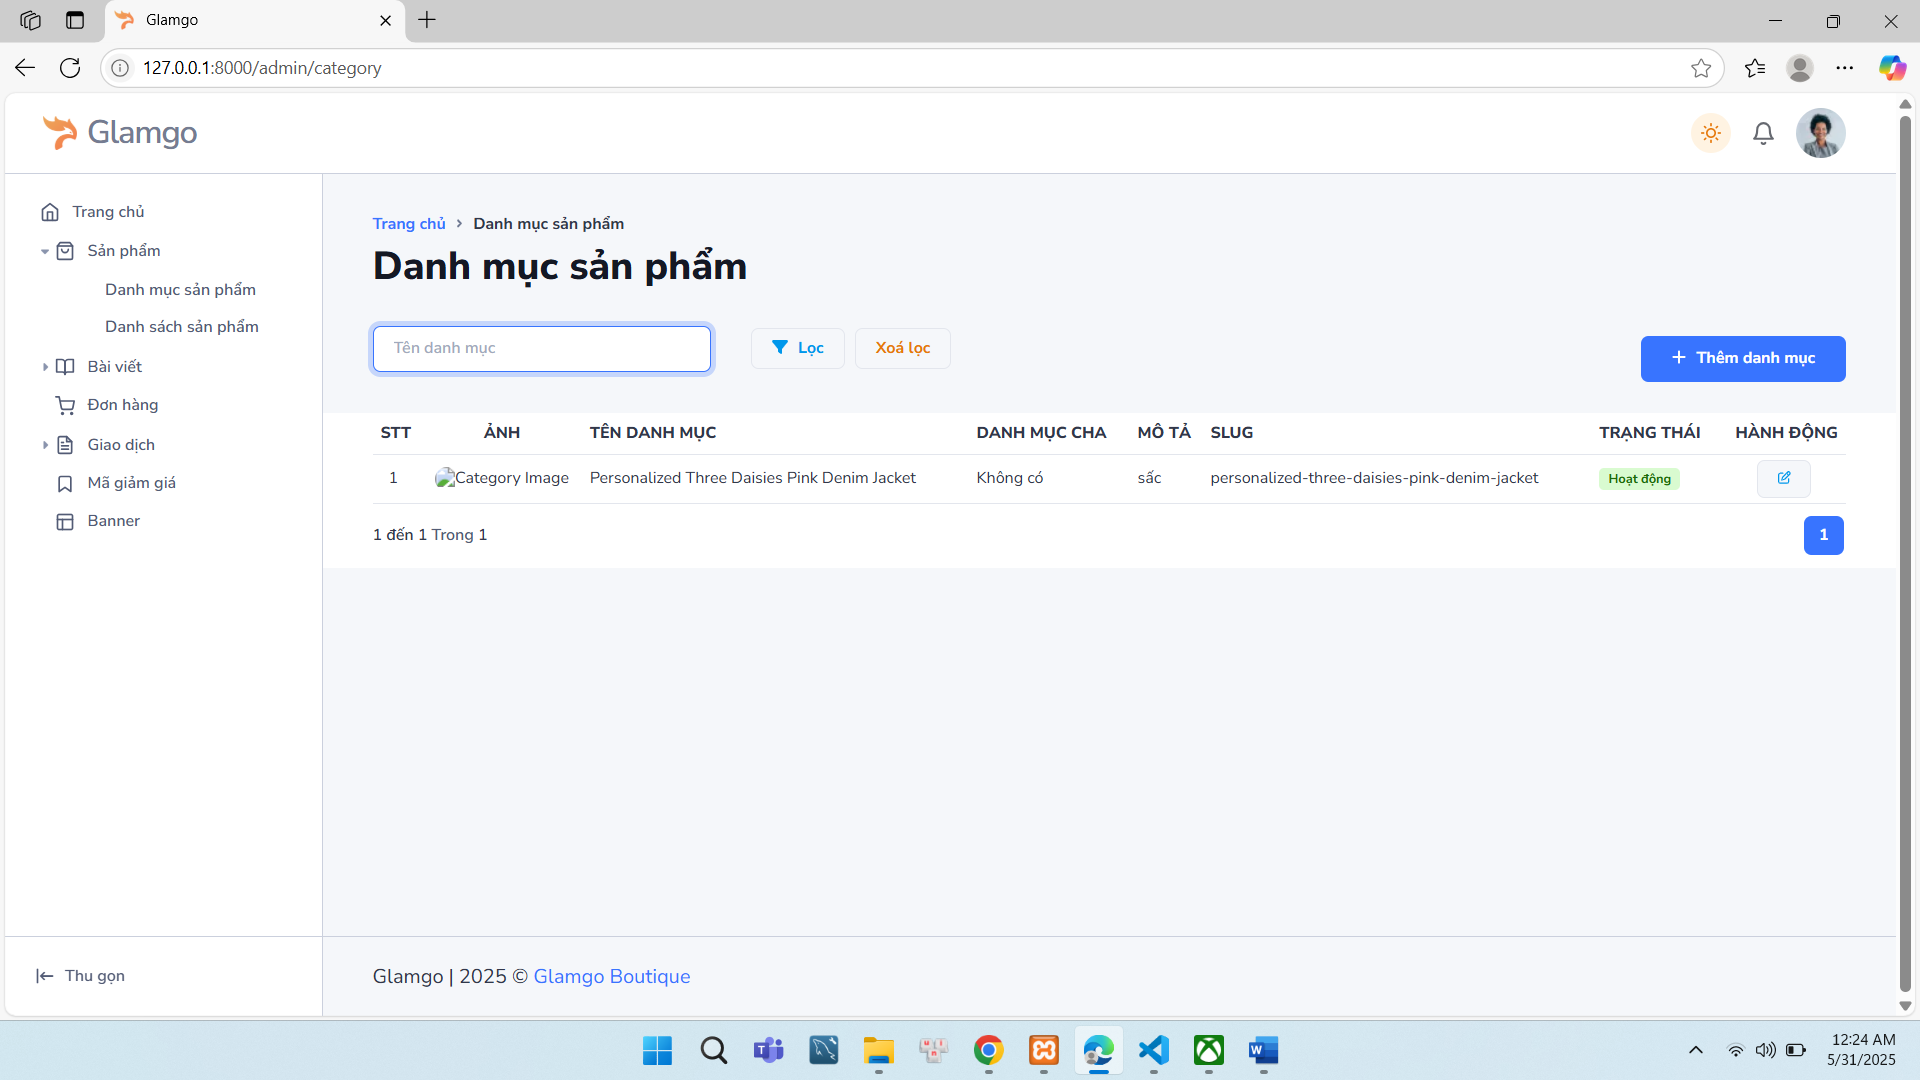 Glamgo
127.0.0.1:8000/admin/category
Glamgo
Trang chủ
Sản phẩm
Danh mục sản phẩm
Danh sách sản phẩm
Bài viết
Đơn hàng
Giao dịch
Mã giảm giá
Banner
Thu gọn
Trang chủ > Danh mục sản phẩm
Danh mục sản phẩm
Tên danh mục
Lọc
Xoá lọc
+ Thêm danh mục
STT ẢNH TÊN DANH MỤC DANH MỤC CHA MÔ TẢ SLUG TRẠNG THÁI HÀNH ĐỘNG
1 Category Image Personalized Three Daisies Pink Denim Jacket Không có sấc personalized-three-daisies-pink-denim-jacket Hoạt động
1 đến 1 Trong 1
1
Glamgo | 2025 © Glamgo Boutique
12:24 AM
5/31/2025